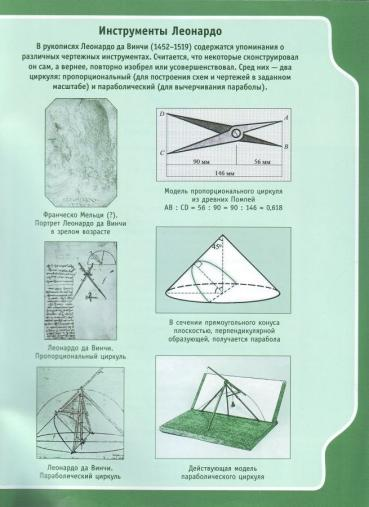 Инструменты Леонардо
В рукописях Леонардо да Винчи (1452–1519) содержатся упоминания о
различных чертежных инструментах. Считается, что некоторые сконструировал
он сам, а вернее, повторно изобрел или усовершенствовал. Сред них — два
циркуля: пропорциональный (для построения схем и чертежей в заданном
масштабе) и параболический (для вычерчивания параболы).
Франческо Мельци (?).
Портрет Леонардо да Винчи
в зрелом возрасте
D
A
C
B
90 мм
56 мм
146 мм
Модель пропорционального циркуля
из древних Помпей
AB : CD = 56 : 90 = 90 : 146 = 0,618
Леонардо да Винчи.
Пропорциональный циркуль
45°
В сечении прямоугольного конуса
плоскостью, перпендикулярной
образующей, получается парабола
Леонардо да Винчи.
Параболический циркуль
Действующая модель
параболического циркуля